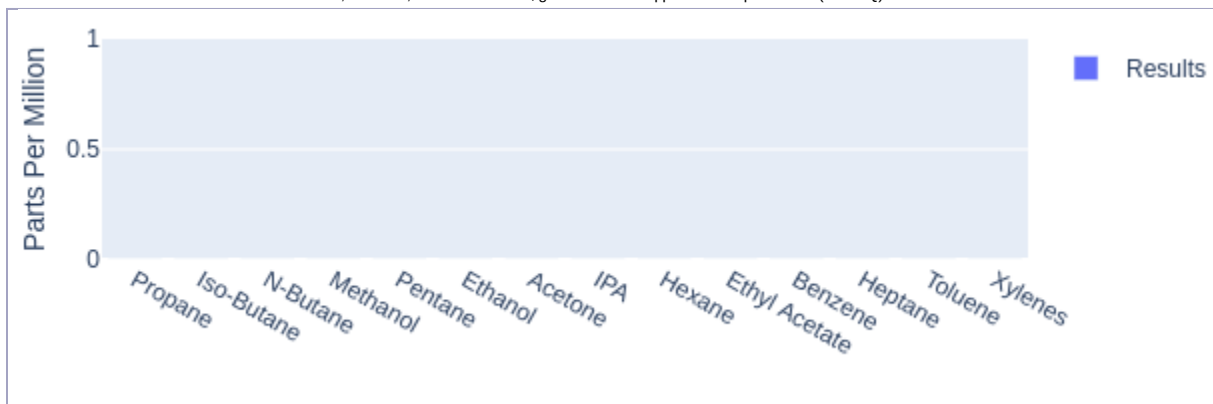 1
Results
Parts Per Million
0.5
0
Propane
Iso-Butane
N-Butane
Methanol
Pentane
Ethanol
Acetone
IPA
Hexane
Ethyl Acetate
Benzene
Heptane
Toluene
Xylenes